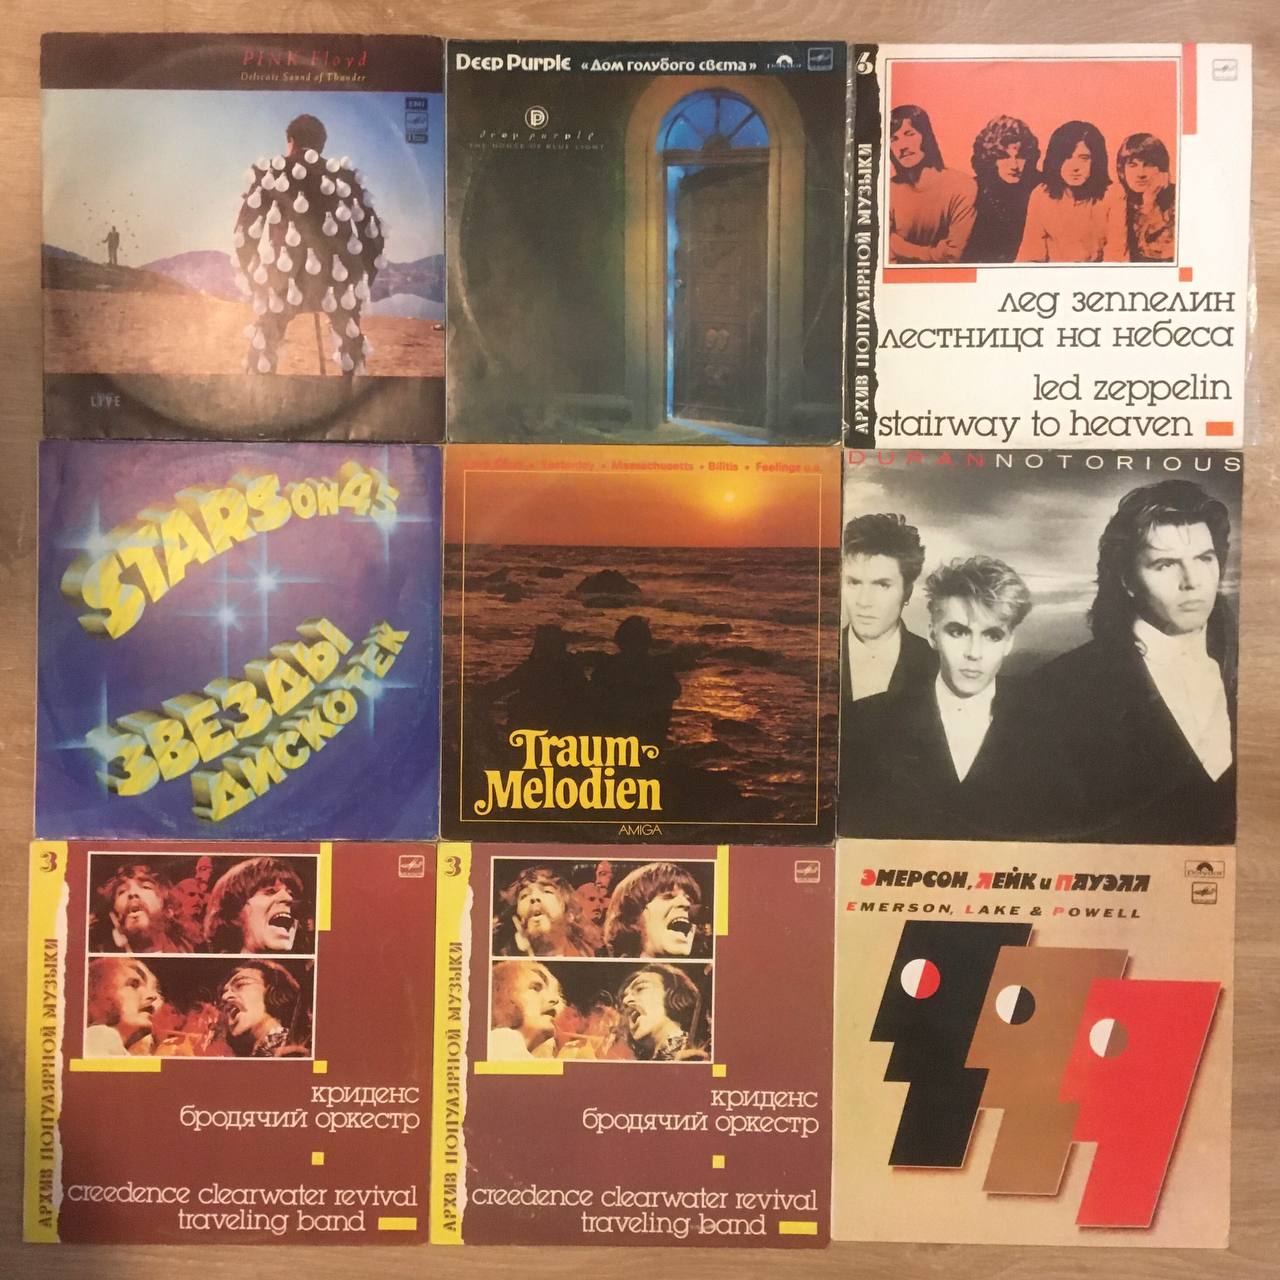 PINK Floyd
Delicate Sound of Thunder
EMI
LIVE
DEEP PURPLE «ДОМ ГОЛУБОГО СВЕТА»
deep purple
THE HOUSE OF BLUE LIGHT
6
АРХИВ ПОПУЛЯРНОЙ МУЗЫКИ
лед зеппелин
лестница на небеса
led zeppelin
stairway to heaven
STARS ON 45
ЗВЕЗДЫ
ДИСКОТЕК
Yesterday • Massachusetts • Bilitis • Feelings u.a.
Traum-
Melodien
AMIGA
DURAN NOTORIOUS
3
АРХИВ ПОПУЛЯРНОЙ МУЗЫКИ
криденс
бродячий оркестр
creedence clearwater revival
traveling band
3
АРХИВ ПОПУЛЯРНОЙ МУЗЫКИ
криденс
бродячий оркестр
creedence clearwater revival
traveling band
ЭМЕРСОН, ЛЕЙК и ПАУЭЛЛ
EMERSON, LAKE & POWELL
Polydor